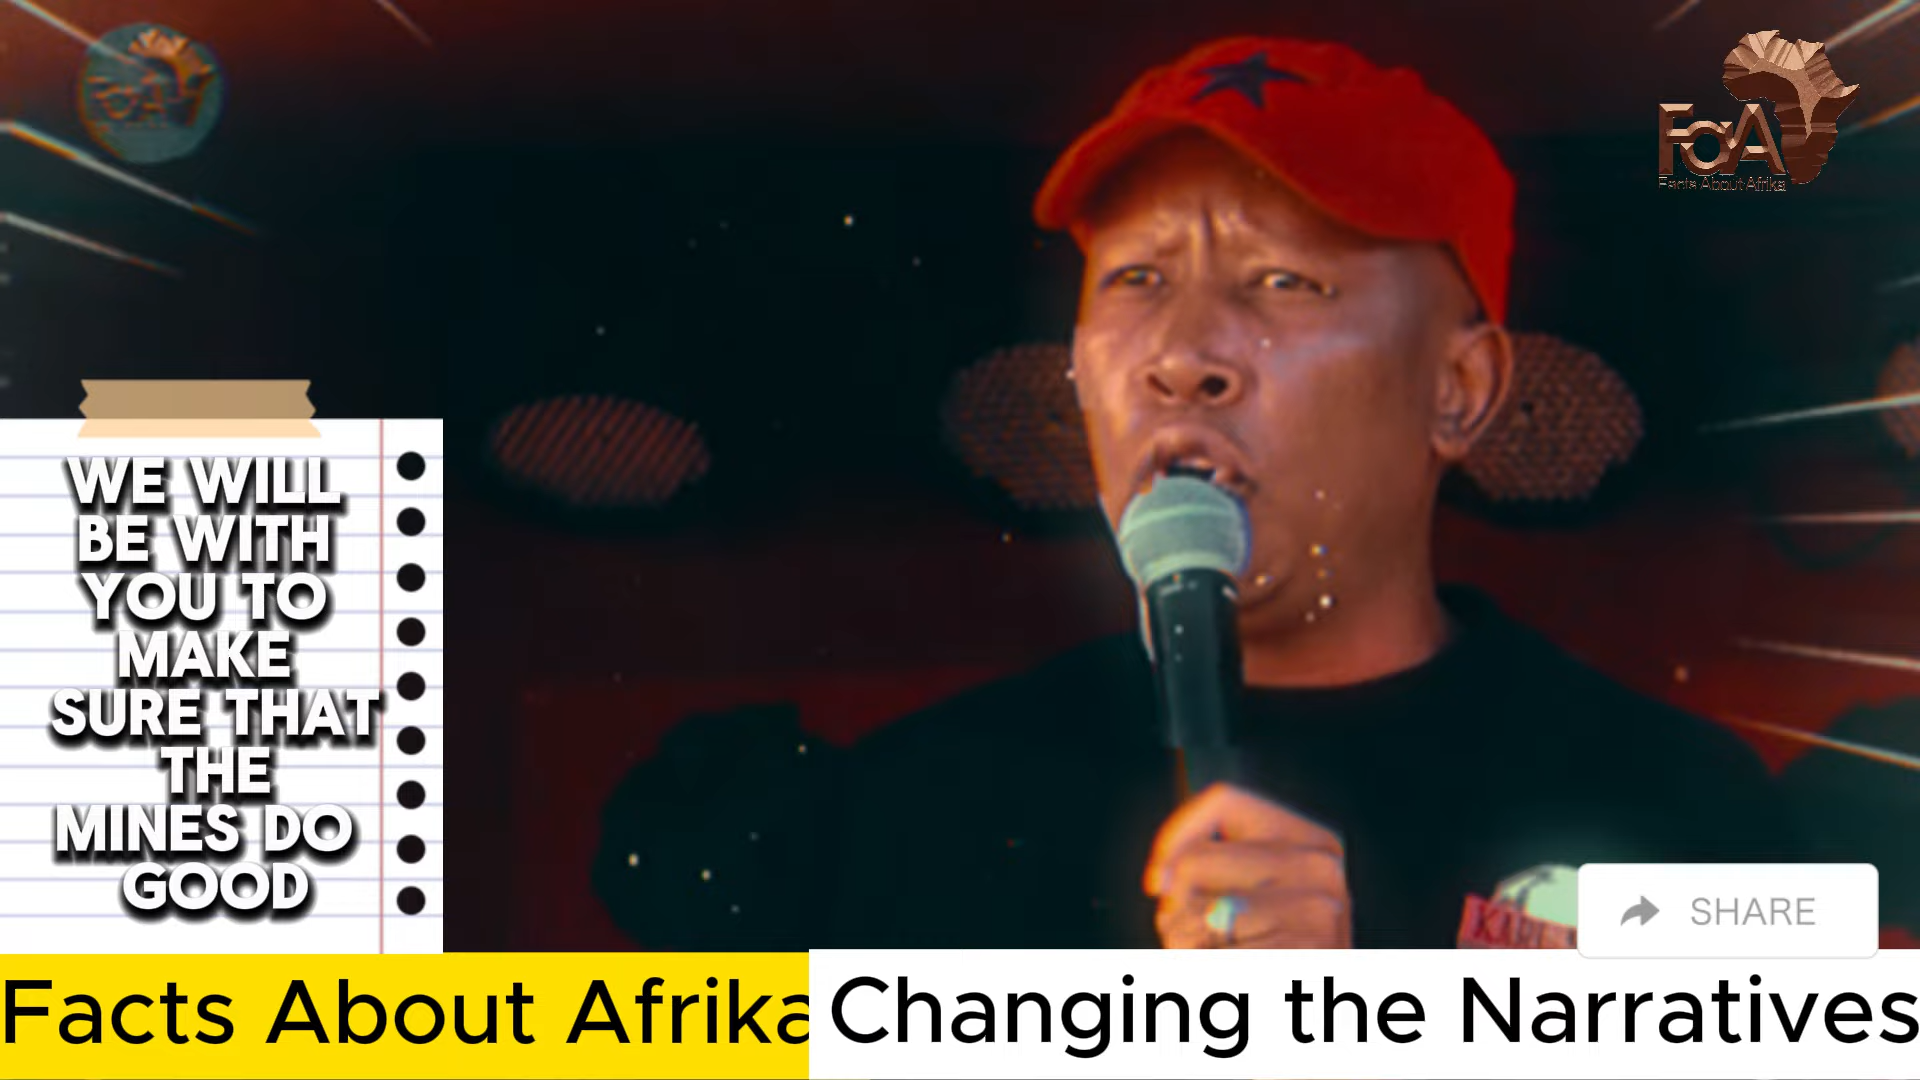 FOA
FOA
Facts About Afrika
WE WILL
BE WITH
YOU TO
MAKE
SURE THAT
THE
MINES DO
GOOD
SHARE
Facts About Afrika
Changing the Narratives